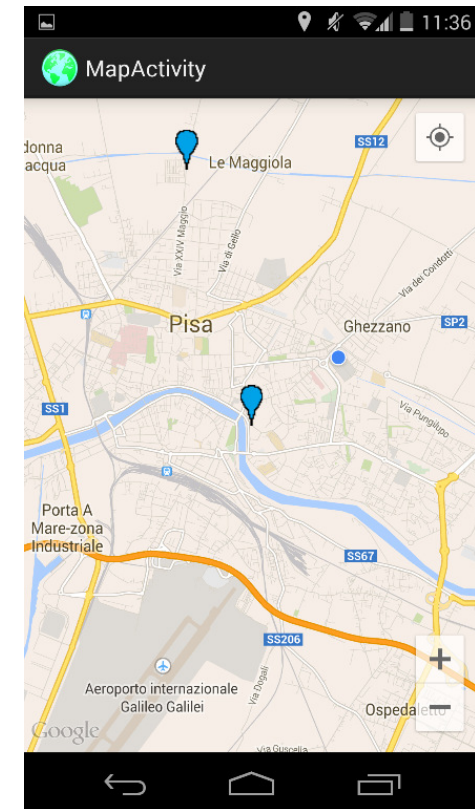 11:36
MapActivity
donna
acqua
Le Maggiola
SS12
Via XXIV Maggio
Via di Gello
Via dei Condotti
Pisa
Ghezzano
SP2
SS1
Via Pungilupo
Porta A
Mare-zona
Industriale
SS67
SS206
+
Aeroporto internazionale
Galileo Galilei
Via Dogali
Ospedaletto
−
Google
Via Guscella